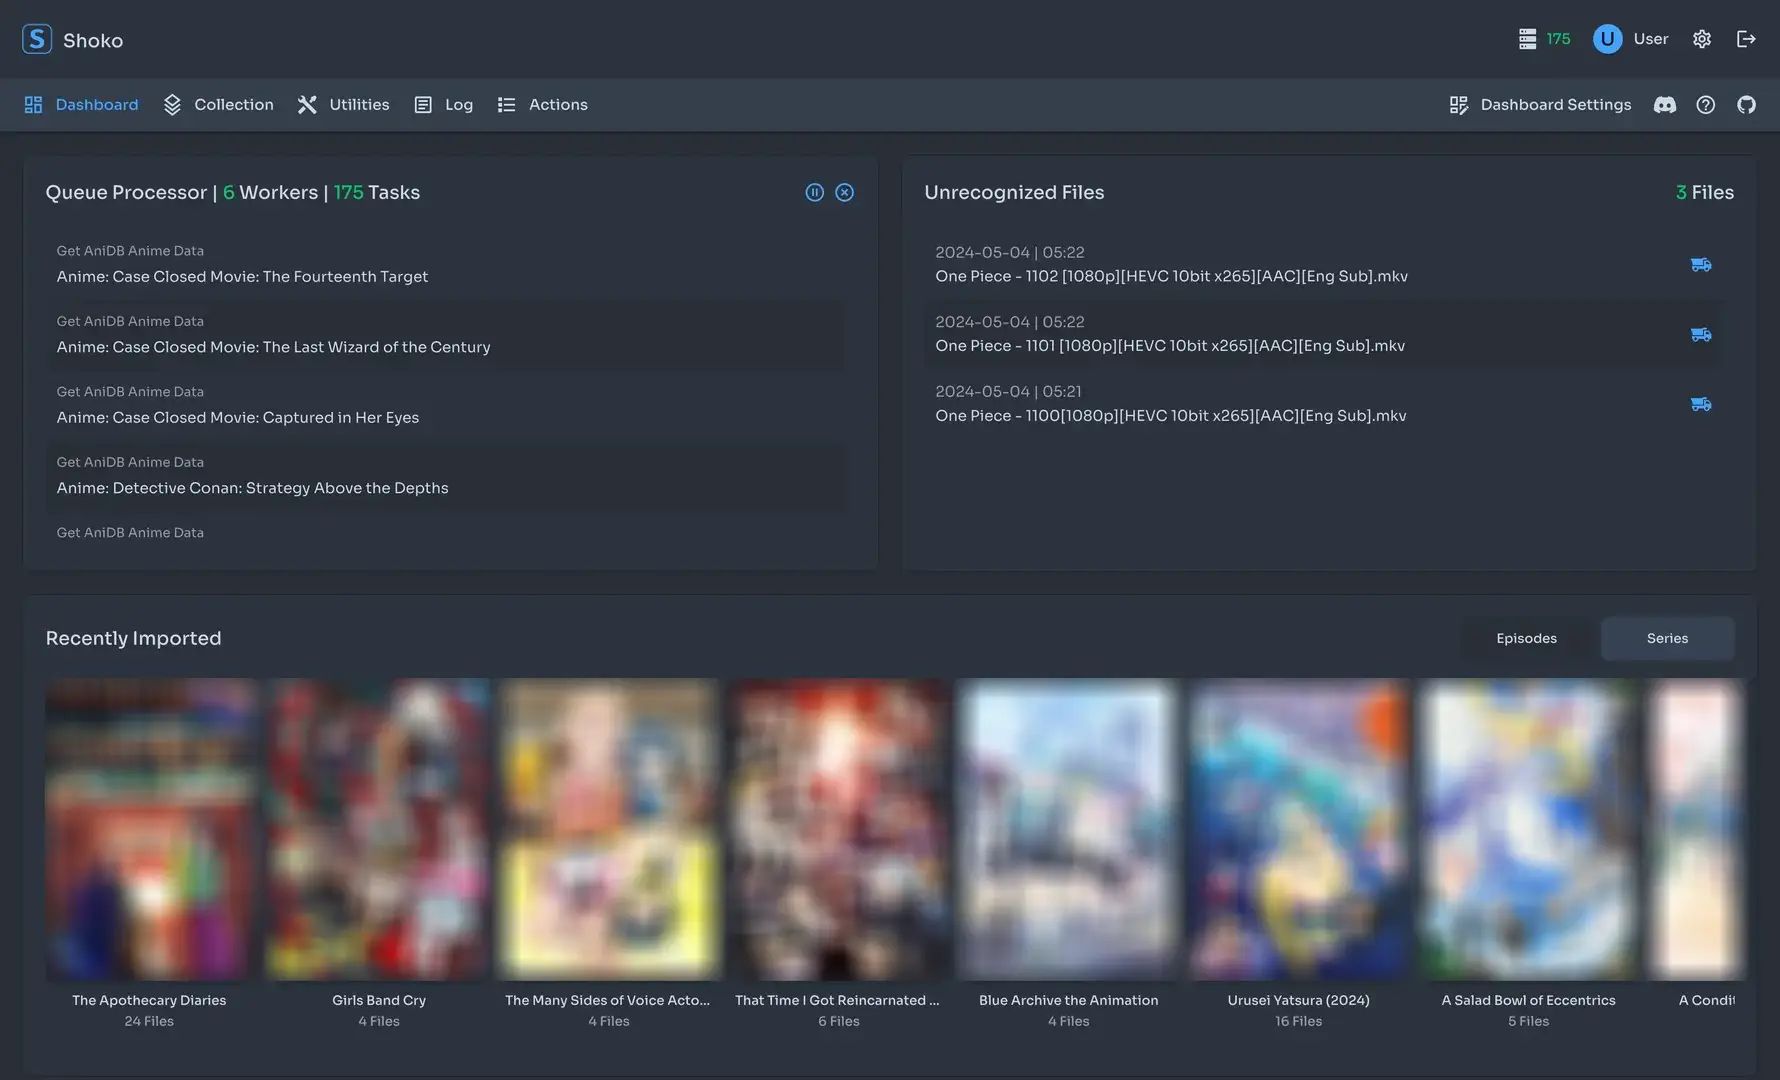 S Shoko
175
U User
Dashboard
Collection
Utilities
Log
Actions
Dashboard Settings
Queue Processor | 6 Workers | 175 Tasks
Get AniDB Anime Data
Anime: Case Closed Movie: The Fourteenth Target
Get AniDB Anime Data
Anime: Case Closed Movie: The Last Wizard of the Century
Get AniDB Anime Data
Anime: Case Closed Movie: Captured in Her Eyes
Get AniDB Anime Data
Anime: Detective Conan: Strategy Above the Depths
Get AniDB Anime Data
Unrecognized Files
3 Files
2024-05-04 | 05:22
One Piece - 1102 [1080p][HEVC 10bit x265][AAC][Eng Sub].mkv
2024-05-04 | 05:22
One Piece - 1101 [1080p][HEVC 10bit x265][AAC][Eng Sub].mkv
2024-05-04 | 05:21
One Piece - 1100[1080p][HEVC 10bit x265][AAC][Eng Sub].mkv
Recently Imported
Episodes
Series
The Apothecary Diaries
24 Files
Girls Band Cry
4 Files
The Many Sides of Voice Acto...
4 Files
That Time I Got Reincarnated ...
6 Files
Blue Archive the Animation
4 Files
Urusei Yatsura (2024)
16 Files
A Salad Bowl of Eccentrics
5 Files
A Condit